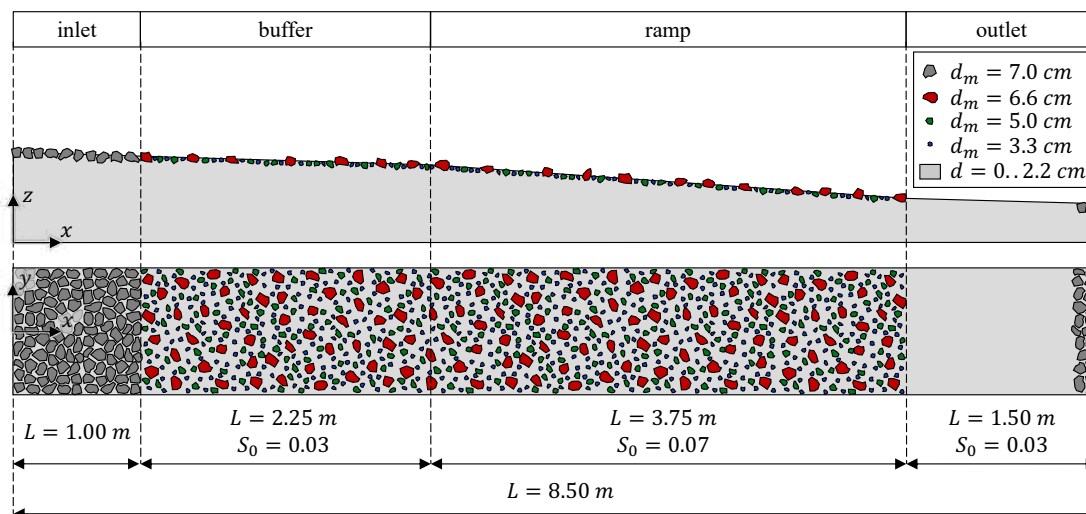 inlet
buffer
ramp
outlet
d_m = 7.0 cm
d_m = 6.6 cm
d_m = 5.0 cm
d_m = 3.3 cm
d = 0..2.2 cm
z
x
y
x
L = 1.00 m
L = 2.25 m
S_0 = 0.03
L = 3.75 m
S_0 = 0.07
L = 1.50 m
S_0 = 0.03
L = 8.50 m